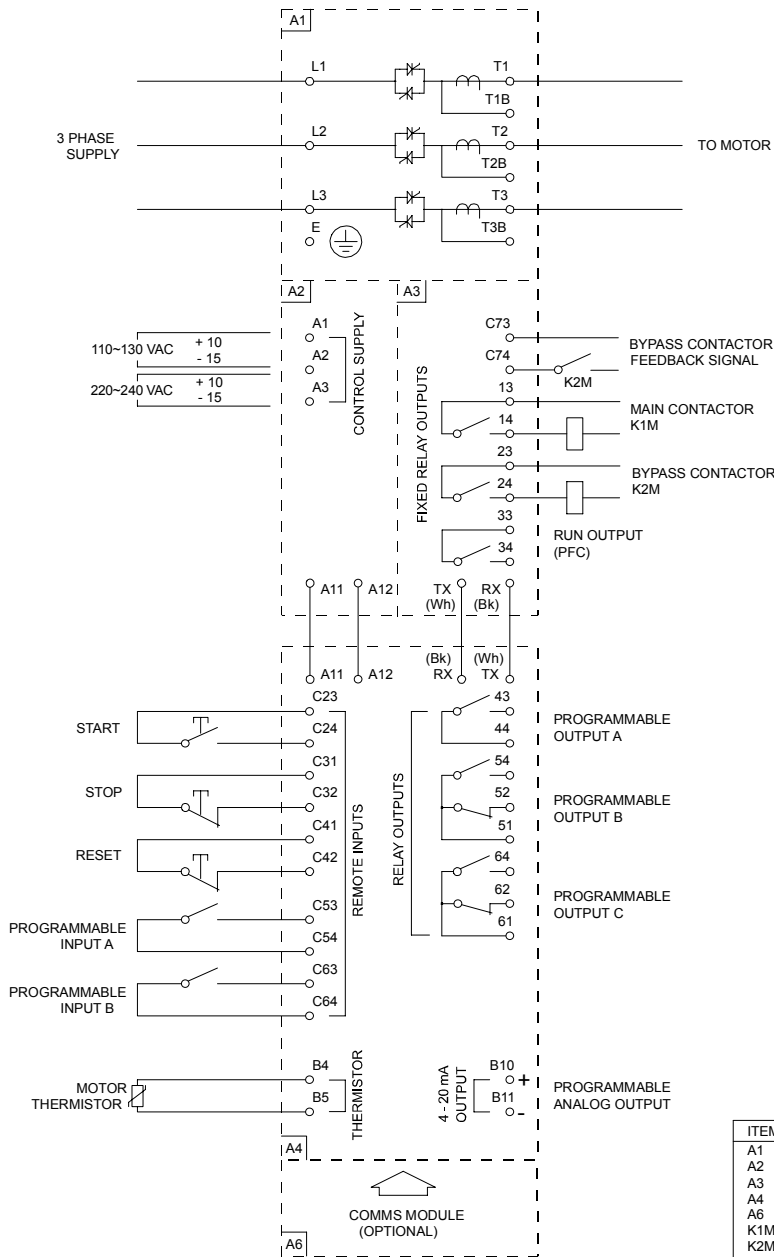 A1
L1
T1
T1B
3 PHASE
SUPPLY
L2
T2
TO MOTOR
T2B
L3
T3
E
T3B
A2
A3
A1
A2
A3
CONTROL SUPPLY
110~130 VAC
+ 10
- 15
220~240 VAC
+ 10
- 15
FIXED RELAY OUTPUTS
C73
C74
K2M
BYPASS CONTACTOR
FEEDBACK SIGNAL
13
14
MAIN CONTACTOR
K1M
23
24
BYPASS CONTACTOR
K2M
33
34
RUN OUTPUT
(PFC)
A11
A12
TX
(Wh)
RX
(Bk)
A11
A12
(Bk)
RX
(Wh)
TX
START
C23
C24
STOP
C31
C32
RESET
C41
C42
PROGRAMMABLE
INPUT A
C53
C54
PROGRAMMABLE
INPUT B
C63
C64
REMOTE INPUTS
RELAY OUTPUTS
43
44
PROGRAMMABLE
OUTPUT A
54
52
51
PROGRAMMABLE
OUTPUT B
64
62
61
PROGRAMMABLE
OUTPUT C
MOTOR
THERMISTOR
B4
B5
THERMISTOR
4 - 20 mA
OUTPUT
B10
+
B11
-
PROGRAMMABLE
ANALOG OUTPUT
A4
COMMS MODULE
(OPTIONAL)
A6
ITEM
A1
A2
A3
A4
A6
K1M
K2M